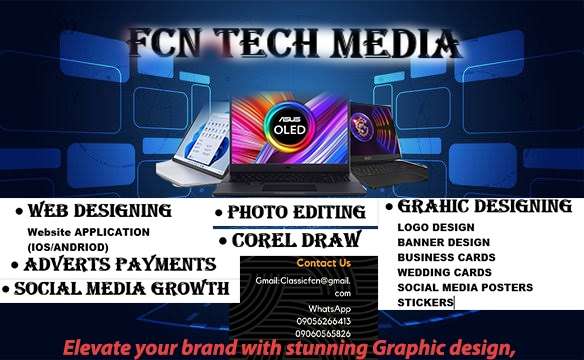 FCN TECH MEDIA
ASUS
OLED
• WEB DESIGNING
Website APPLICATION
(IOS/ANDRIOD)
• ADVERTS PAYMENTS
• SOCIAL MEDIA GROWTH
• PHOTO EDITING
• COREL DRAW
Contact Us
Gmail:Classicfcn@gmail.
com
WhatsApp
09056266413
09060565826
• GRAHIC DESIGNING
LOGO DESIGN
BANNER DESIGN
BUSINESS CARDS
WEDDING CARDS
SOCIAL MEDIA POSTERS
STICKERS
Elevate your brand with stunning Graphic design,